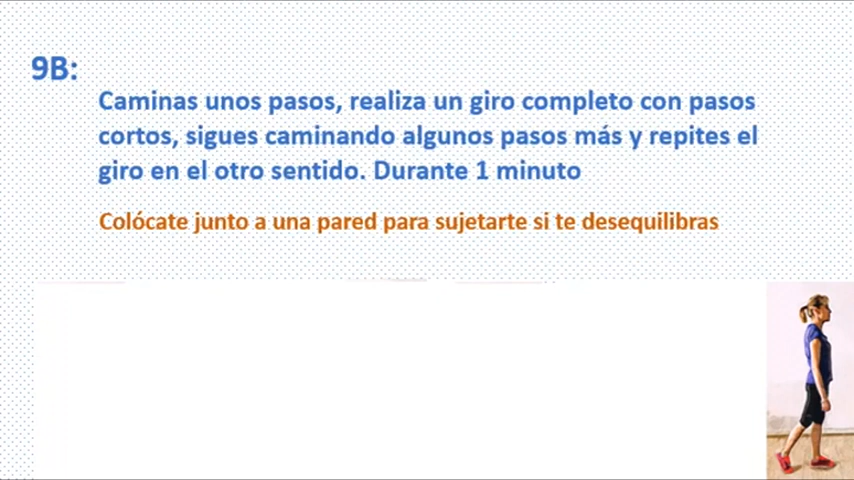 9B:
Caminas unos pasos, realiza un giro completo con pasos
cortos, sigues caminando algunos pasos más y repites el
giro en el otro sentido. Durante 1 minuto
Colócate junto a una pared para sujetarte si te desequilibras